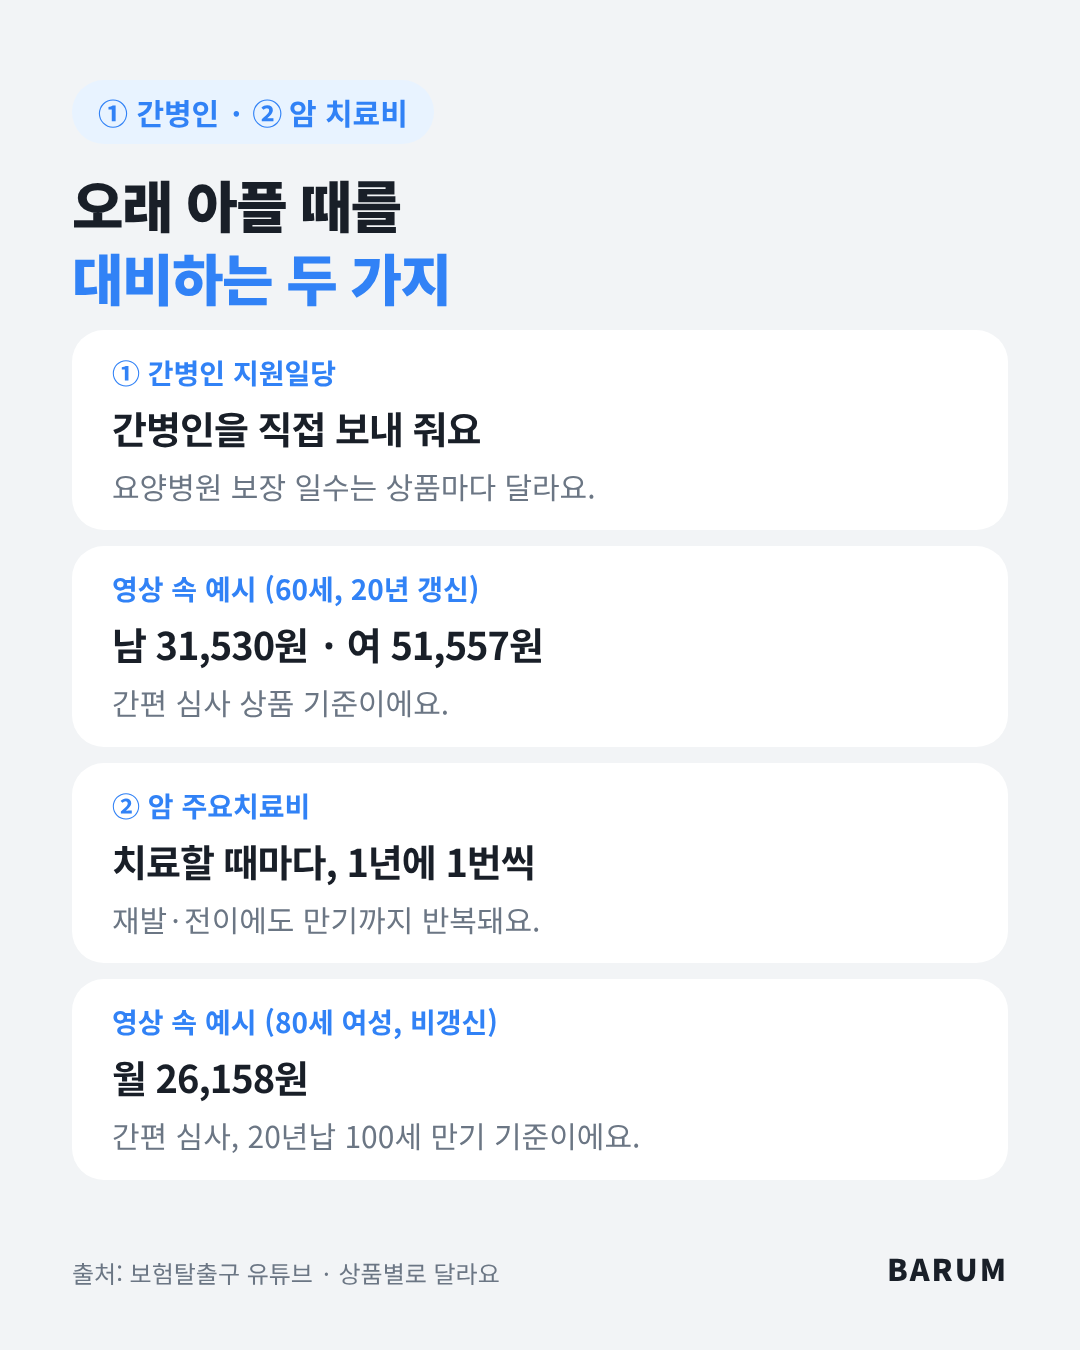 ① 간병인 · ② 암 치료비
오래 아플 때를
대비하는 두 가지
① 간병인 지원일당
간병인을 직접 보내 줘요
요양병원 보장 일수는 상품마다 달라요.
영상 속 예시 (60세, 20년 갱신)
남 31,530원 · 여 51,557원
간편 심사 상품 기준이에요.
② 암 주요치료비
치료할 때마다, 1년에 1번씩
재발·전이에도 만기까지 반복돼요.
영상 속 예시 (80세 여성, 비갱신)
월 26,158원
간편 심사, 20년납 100세 만기 기준이에요.
출처: 보험탈출구 유튜브 · 상품별로 달라요
BARUM